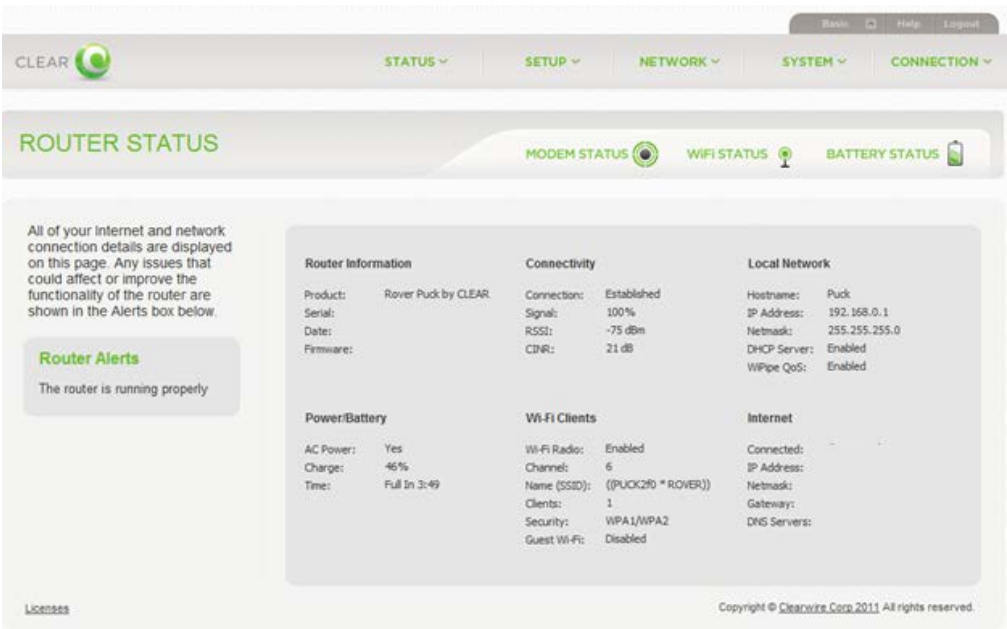 Basic Help Logout
CLEAR
STATUS SETUP NETWORK SYSTEM CONNECTION
ROUTER STATUS
MODEM STATUS WiFi STATUS BATTERY STATUS
All of your Internet and network
connection details are displayed
on this page. Any issues that
could affect or improve the
functionality of the router are
shown in the Alerts box below.
Router Alerts
The router is running properly
Router Information
Product: Rover Puck by CLEAR
Serial:
Date:
Firmware:
Connectivity
Connection: Established
Signal: 100%
RSSI: -75 dBm
CINR: 21 dB
Local Network
Hostname: Puck
IP Address: 192.168.0.1
Netmask: 255.255.255.0
DHCP Server: Enabled
WiPipe QoS: Enabled
Power/Battery
AC Power: Yes
Charge: 46%
Time: Full In 3:49
Wi-Fi Clients
Wi-Fi Radio: Enabled
Channel: 6
Name (SSID): ((PUCK2f0 * ROVER))
Clients: 1
Security: WPA1/WPA2
Guest Wi-Fi: Disabled
Internet
Connected:
IP Address:
Netmask:
Gateway:
DNS Servers:
Licenses
Copyright © Clearwire Corp 2011 All rights reserved.